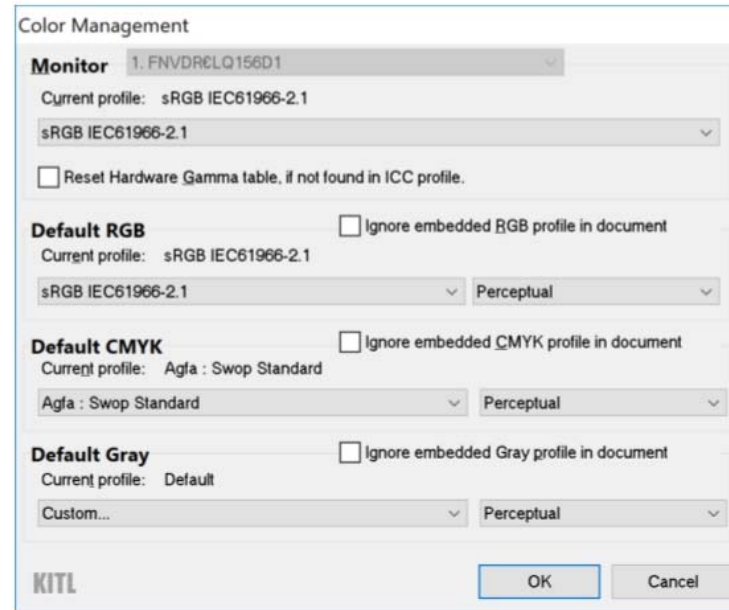 Color Management
Monitor 1. FNVDR€LQ156D1
Current profile: sRGB IEC61966-2.1
sRGB IEC61966-2.1
Reset Hardware Gamma table, if not found in ICC profile.
Default RGB Ignore embedded RGB profile in document
Current profile: sRGB IEC61966-2.1
sRGB IEC61966-2.1 Perceptual
Default CMYK Ignore embedded CMYK profile in document
Current profile: Agfa : Swop Standard
Agfa : Swop Standard Perceptual
Default Gray Ignore embedded Gray profile in document
Current profile: Default
Custom... Perceptual
KITL OK Cancel